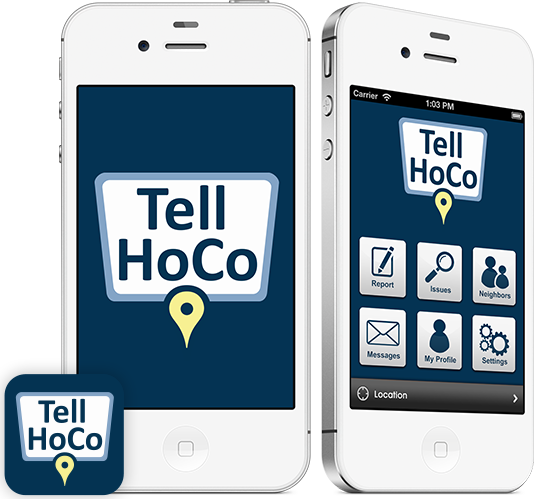 Tell
HoCo
Carrier
1:03 PM
Tell
HoCo
Report
Issues
Neighbors
Messages
My Profile
Settings
Location
Tell
HoCo